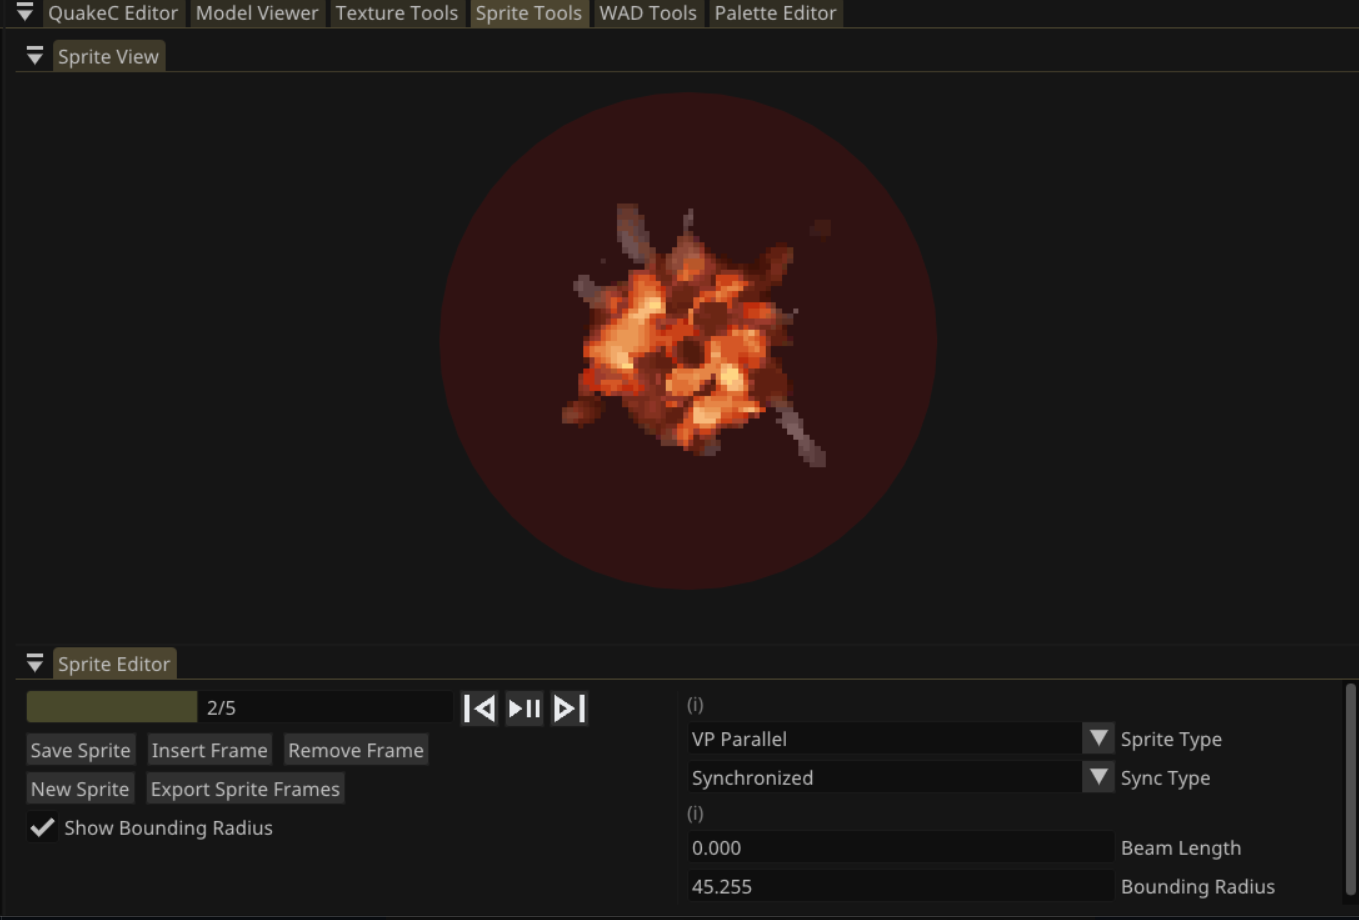 QuakeC Editor Model Viewer Texture Tools Sprite Tools WAD Tools Palette Editor
Sprite View
Sprite Editor
2/5
Save Sprite Insert Frame Remove Frame
New Sprite Export Sprite Frames
Show Bounding Radius
(i)
VP Parallel Sprite Type
Synchronized Sync Type
(i)
0.000 Beam Length
45.255 Bounding Radius